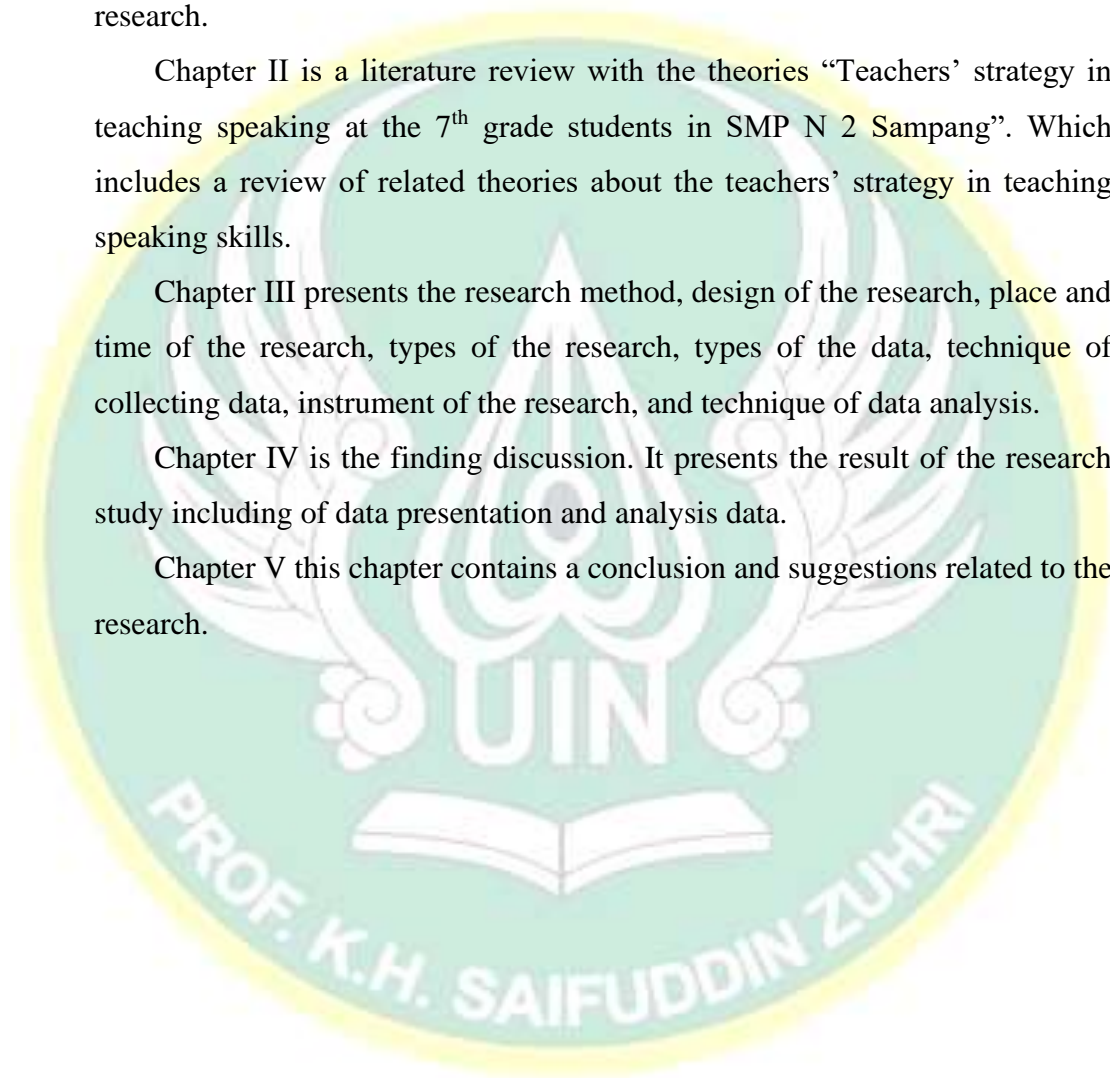 research.
Chapter II is a literature review with the theories “Teachers’ strategy in
teaching speaking at the 7th grade students in SMP N 2 Sampang”. Which
includes a review of related theories about the teachers’ strategy in teaching
speaking skills.
Chapter III presents the research method, design of the research, place and
time of the research, types of the research, types of the data, technique of
collecting data, instrument of the research, and technique of data analysis.
Chapter IV is the finding discussion. It presents the result of the research
study including of data presentation and analysis data.
Chapter V this chapter contains a conclusion and suggestions related to the
research.
UIN
PROF. K.H. SAIFUDDIN ZUHRI